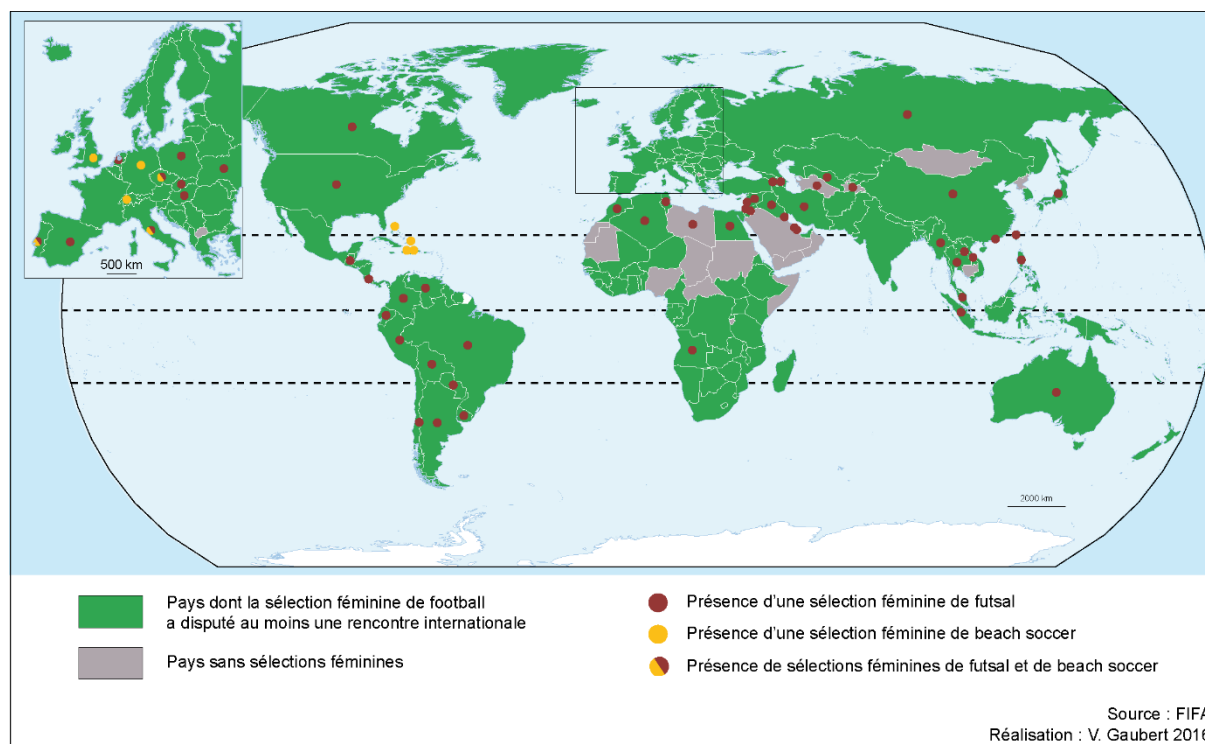 500 km
2000 km
Pays dont la sélection féminine de football
a disputé au moins une rencontre internationale
Pays sans sélections féminines
Présence d'une sélection féminine de futsal
Présence d'une sélection féminine de beach soccer
Présence de sélections féminines de futsal et de beach soccer
Source : FIFA
Réalisation : V. Gaubert 2016